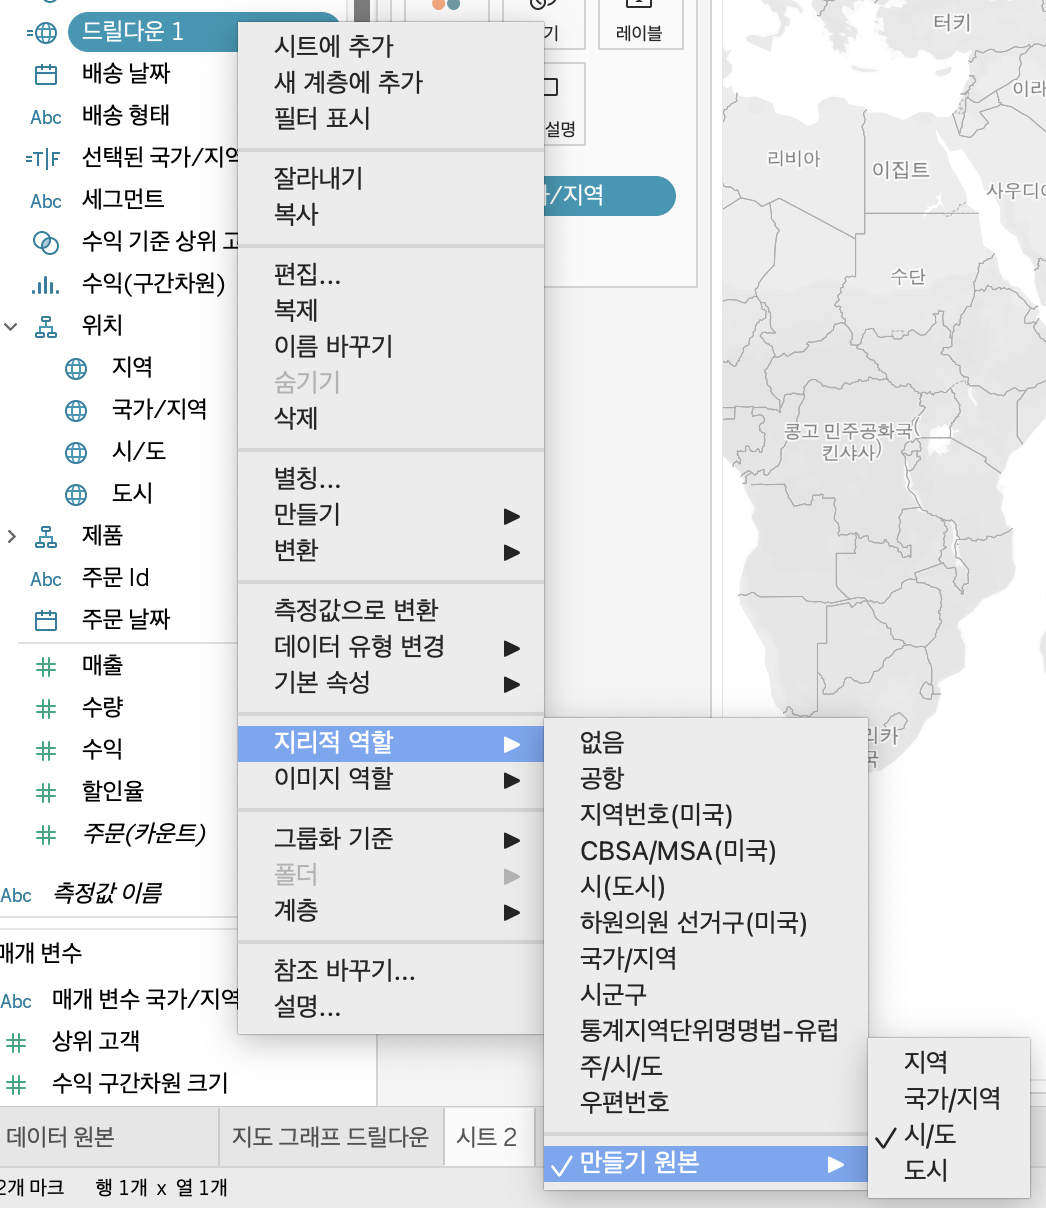 드릴다운 1
배송 날짜
Abc 배송 형태
=T|F 선택된 국가/지역
Abc 세그먼트
수익 기준 상위 고
수익(구간차원)
위치
지역
국가/지역
시/도
도시
제품
Abc 주문 Id
주문 날짜
매출
수량
수익
할인율
주문(카운트)
Abc 측정값 이름
매개 변수
Abc 매개 변수 국가/지역
상위 고객
수익 구간차원 크기
데이터 원본
지도 그래프 드릴다운
시트 2
2개 마크 행 1개 x 열 1개
시트에 추가
새 계층에 추가
필터 표시
잘라내기
복사
편집...
복제
이름 바꾸기
숨기기
삭제
별칭...
만들기
변환
측정값으로 변환
데이터 유형 변경
기본 속성
지리적 역할
이미지 역할
그룹화 기준
폴더
계층
참조 바꾸기...
설명...
기
레이블
설명
/지역
없음
공항
지역번호(미국)
CBSA/MSA(미국)
시(도시)
하원의원 선거구(미국)
국가/지역
시군구
통계지역단위명명법-유럽
주/시/도
우편번호
만들기 원본
지역
국가/지역
시/도
도시
터키
이라
리비아
이집트
사우디
수단
콩고 민주공화국(
킨샤사)
리카
국